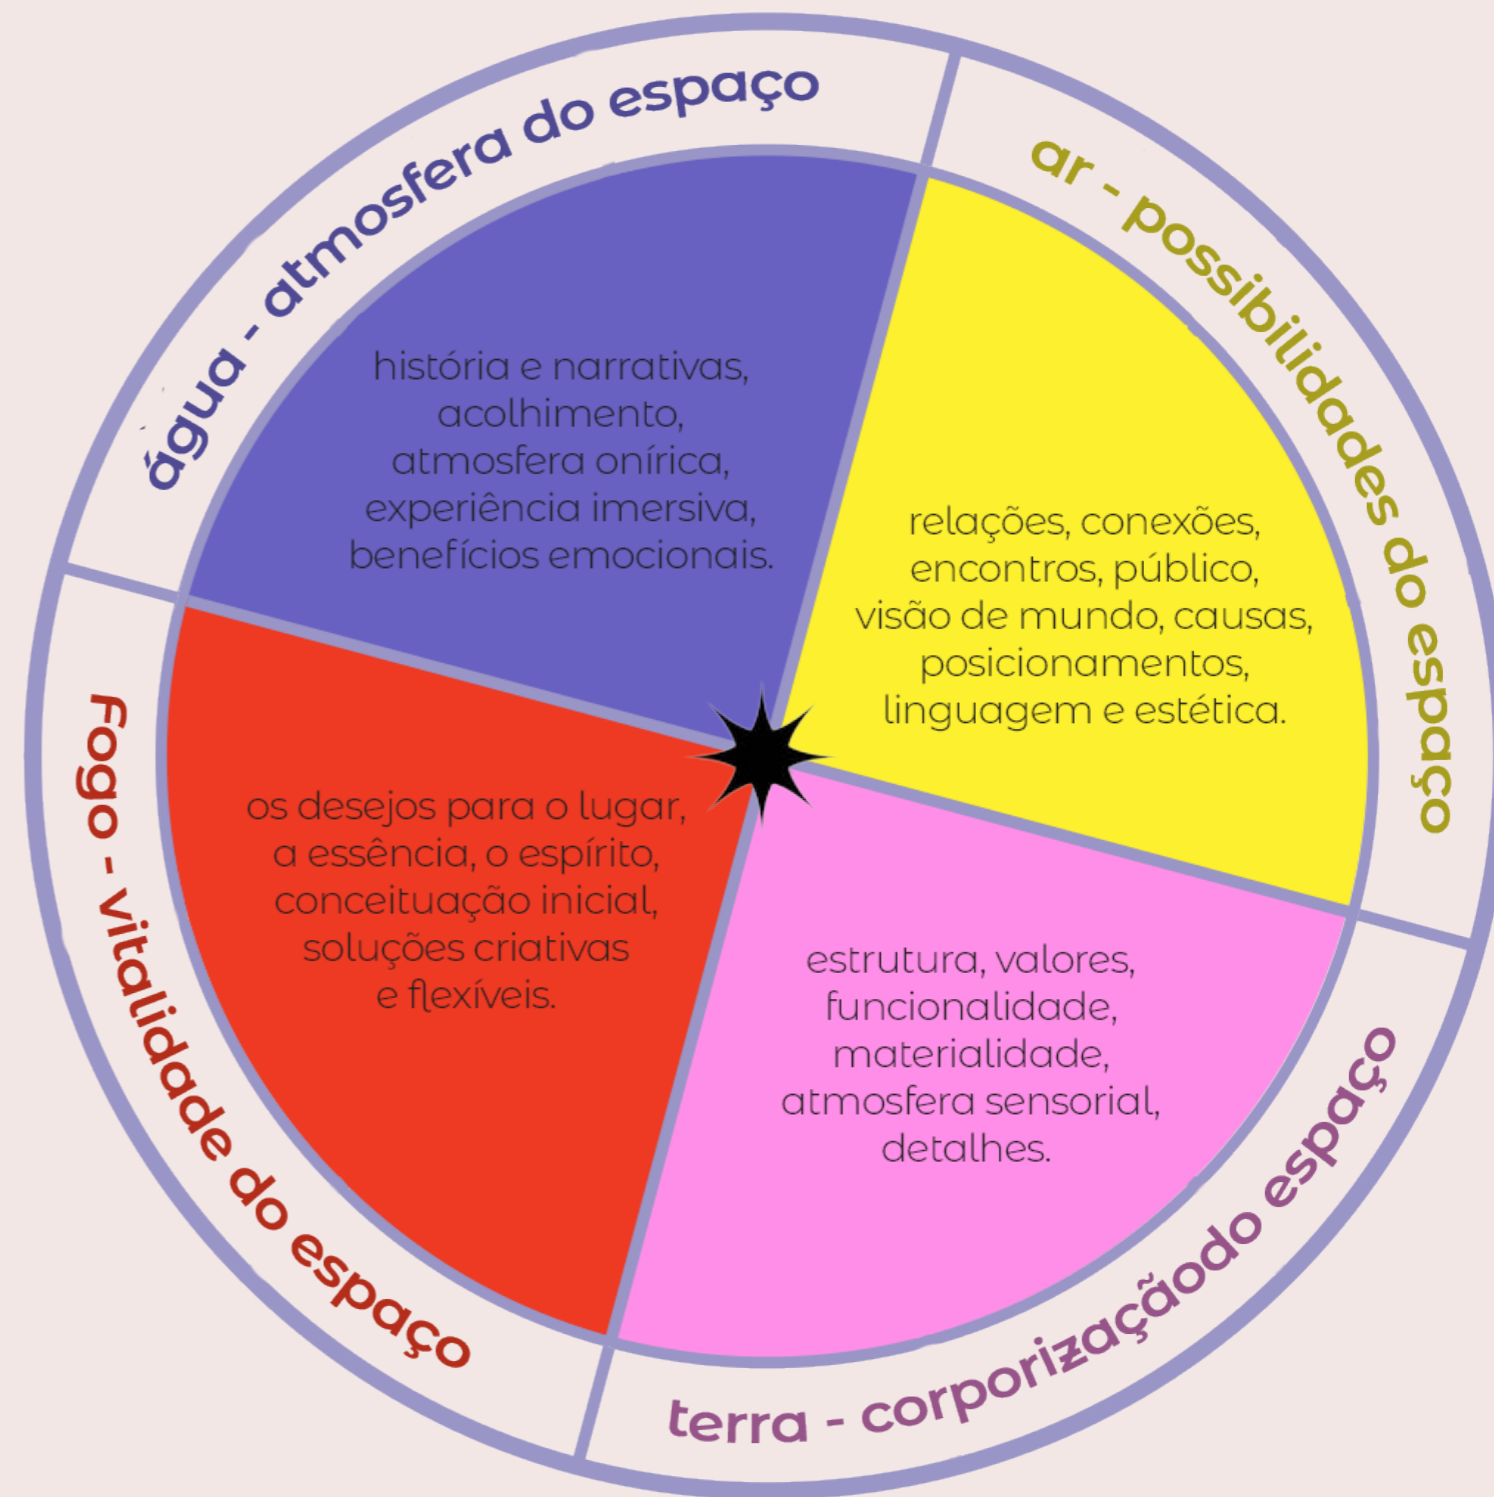 água - atmosfera do espaço
história e narrativas,
acolhimento,
atmosfera onírica,
experiência imersiva,
benefícios emocionais.
ar - possibilidades do espaço
relações, conexões,
encontros, público,
visão de mundo, causas,
posicionamentos,
linguagem e estética.
Fogo - vitalidade do espaço
os desejos para o lugar,
a essência, o espírito,
conceituação inicial,
soluções criativas
e flexíveis.
terra - corporizaçãodo espaço
estrutura, valores,
funcionalidade,
materialidade,
atmosfera sensorial,
detalhes.